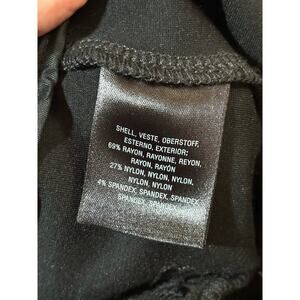 SHELL, VESTE, OBERSTOFF,
ESTERNO, EXTERIOR:
69% RAYON, RAYONNE, REYON,
RAYON, RAYÓN
27% NYLON, NYLON, NYLON,
NYLON, NYLON
4% SPANDEX, SPANDEX, SPANDEX,
SPANDEX, SPANDEX